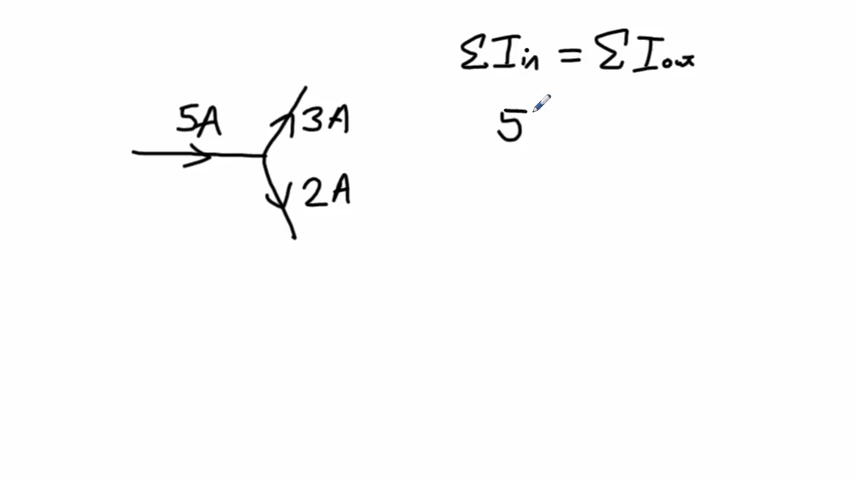 ΣIin = ΣIout
5A
3A
5
2A